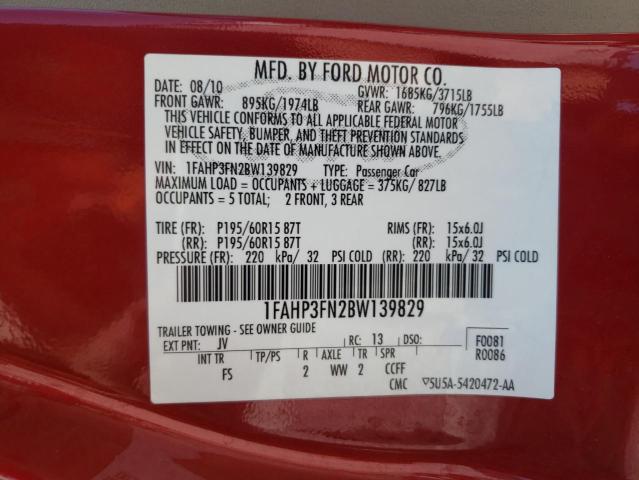 MFD. BY FORD MOTOR CO.
DATE: 08/10 GVWR: 1685KG/3715LB
FRONT GAWR: 895KG/1974LB REAR GAWR: 796KG/1755LB
THIS VEHICLE CONFORMS TO ALL APPLICABLE FEDERAL MOTOR
VEHICLE SAFETY, BUMPER, AND THEFT PREVENTION STANDARDS
IN EFFECT ON THE DATE OF MANUFACTURE SHOWN ABOVE.
VIN: 1FAHP3FN2BW139829 TYPE: Passenger Car
MAXIMUM LOAD = OCCUPANTS + LUGGAGE = 375KG/ 827LB
OCCUPANTS = 5 TOTAL; 2 FRONT, 3 REAR
TIRE (FR): P195/60R15 87T RIMS (FR): 15x6.0J
(RR): P195/60R15 87T (RR): 15x6.0J
PRESSURE (FR): 220 kPa/ 32 PSI COLD (RR): 220 kPa/ 32 PSI COLD
1FAHP3FN2BW139829
TRAILER TOWING - SEE OWNER GUIDE
EXT PNT: JV RC: 13 DSO: F0081
INT TR TP/PS R AXLE TR SPR R0086
FS 2 WW 2 CCFF
CMC ▽5U5A-5420472-AA